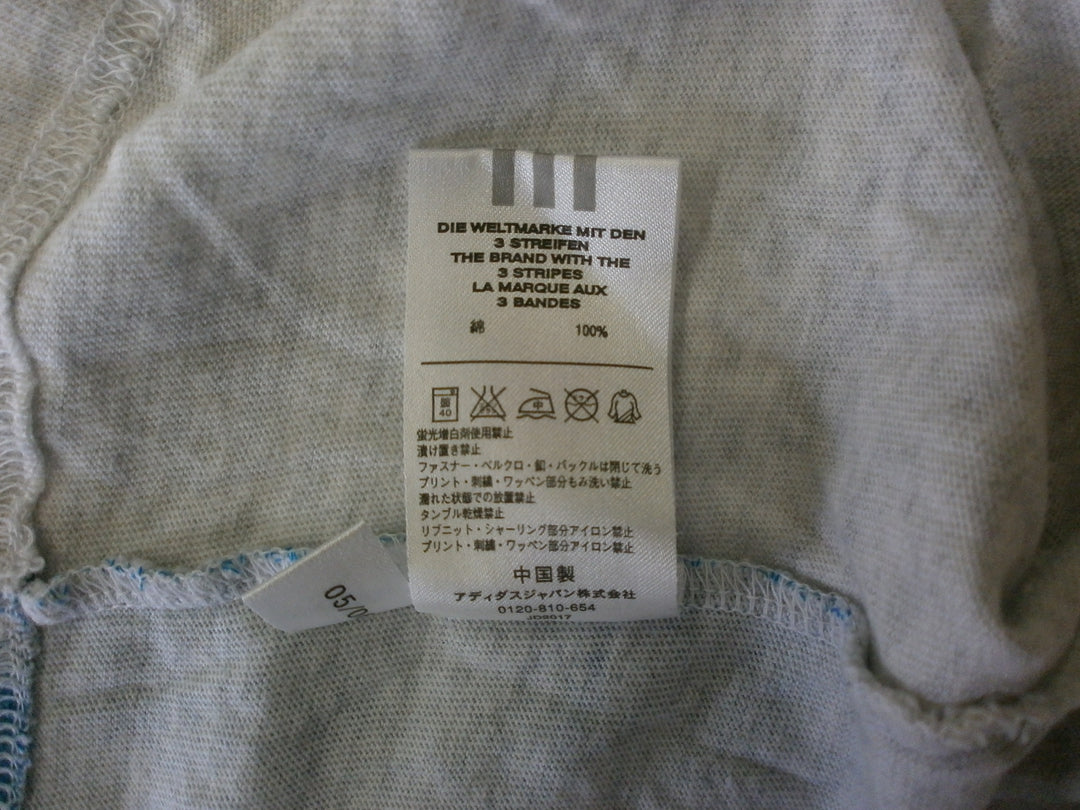 DIE WELTMARKE MIT DEN
3 STREIFEN
THE BRAND WITH THE
3 STRIPES
LA MARQUE AUX
3 BANDES
綿 100%
40 中
蛍光増白剤使用禁止
漬け置き禁止
ファスナー・ベルクロ・釦・バックルは閉じて洗う
プリント・刺繍・ワッペン部分もみ洗い禁止
濡れた状態での放置禁止
タンブル乾燥禁止
リブニット・シャーリング部分アイロン禁止
プリント・刺繍・ワッペン部分アイロン禁止
中国製
アディダスジャパン株式会社
0120-810-654
05/0